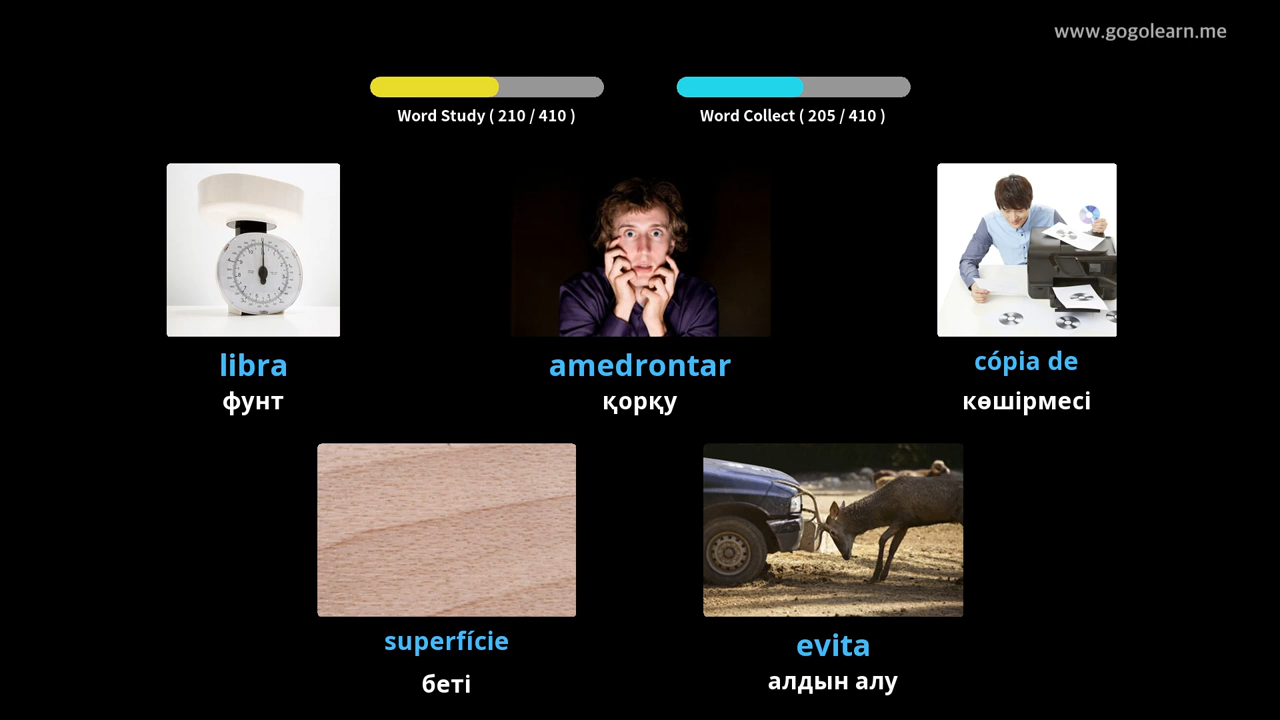 www.gogolearn.me
Word Study ( 210 / 410 )
Word Collect ( 205 / 410 )
libra
фунт
amedrontar
қорқу
cópia de
көшірмесі
superfície
беті
evita
алдын алу